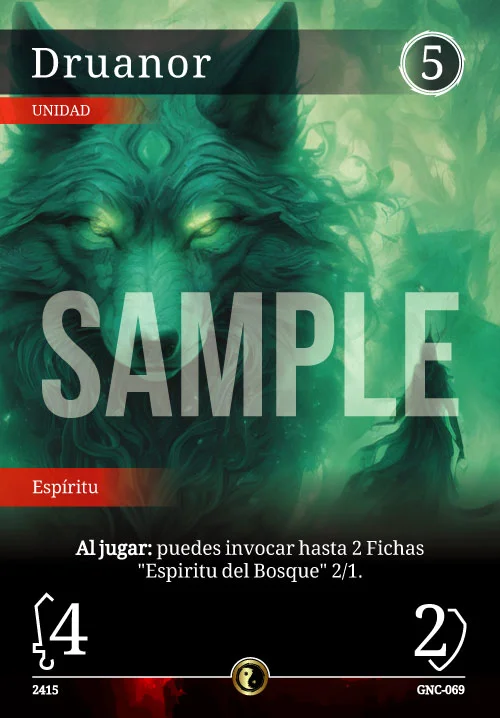 Druanor
5
UNIDAD
SAMPLE
Espíritu
Al jugar: puedes invocar hasta 2 Fichas
"Espiritu del Bosque" 2/1.
4
2
2415
GNC-069